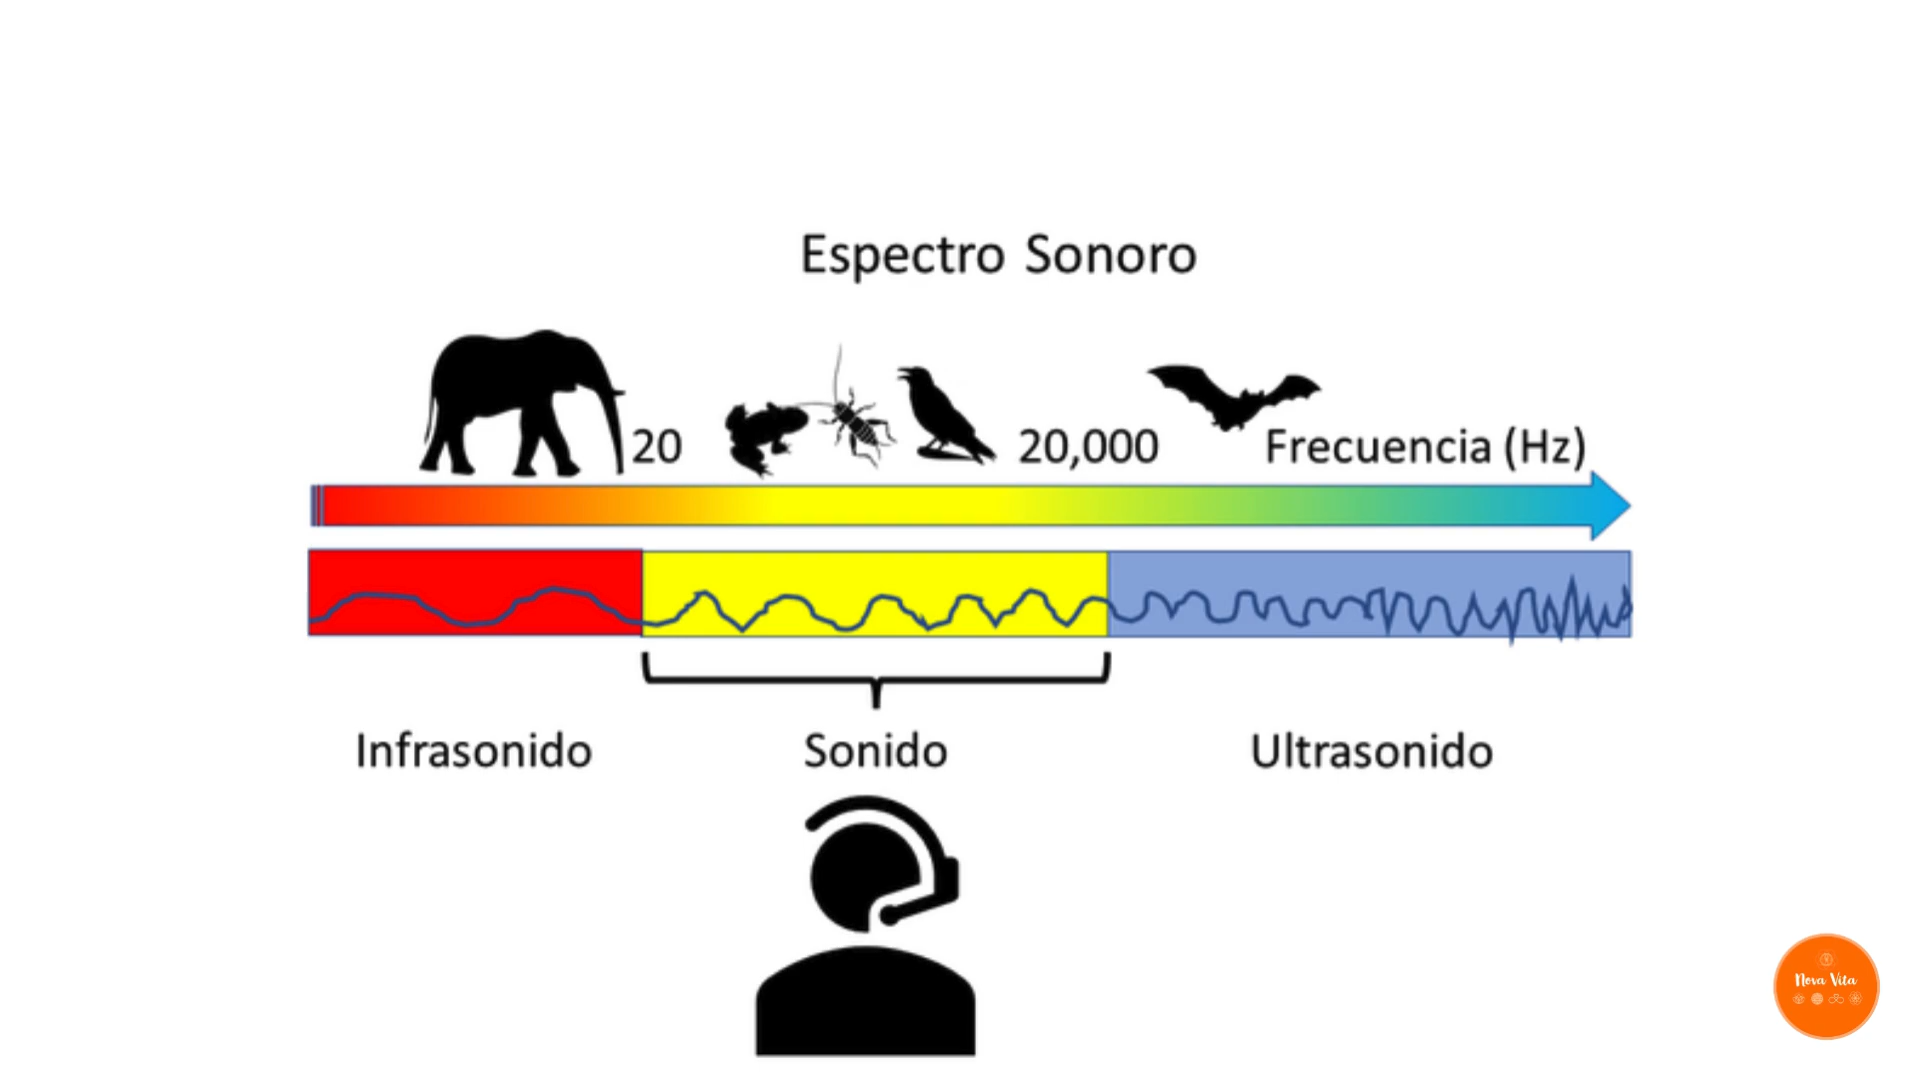 Espectro Sonoro
20
20,000
Frecuencia (Hz)
Infrasonido
Sonido
Ultrasonido
Nova Vita